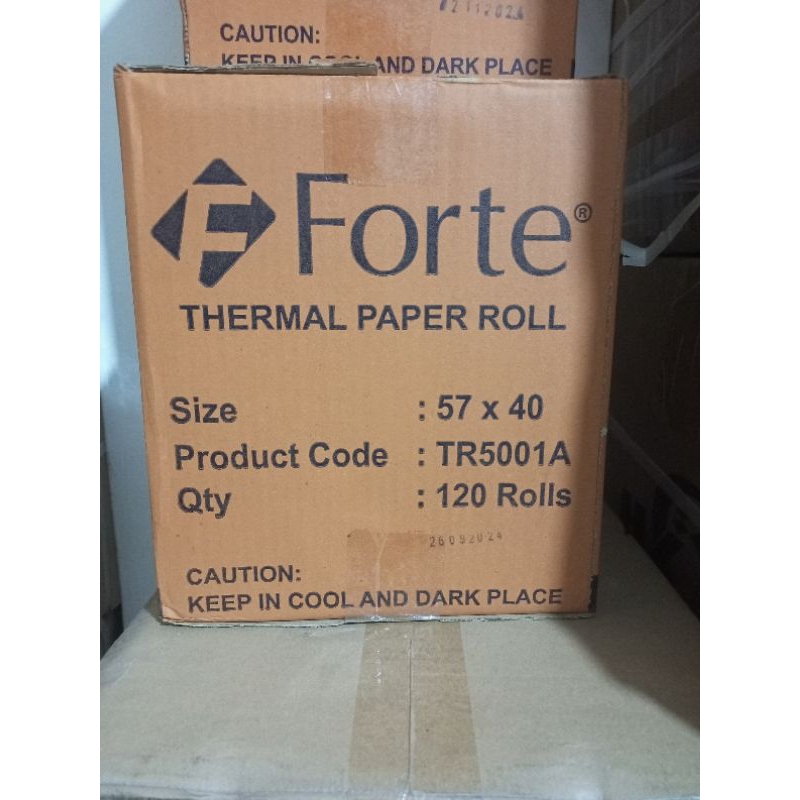 02112024
CAUTION:
KEEP IN COOL AND DARK PLACE
Forte®
THERMAL PAPER ROLL
Size : 57 x 40
Product Code : TR5001A
Qty : 120 Rolls
26092024
CAUTION:
KEEP IN COOL AND DARK PLACE